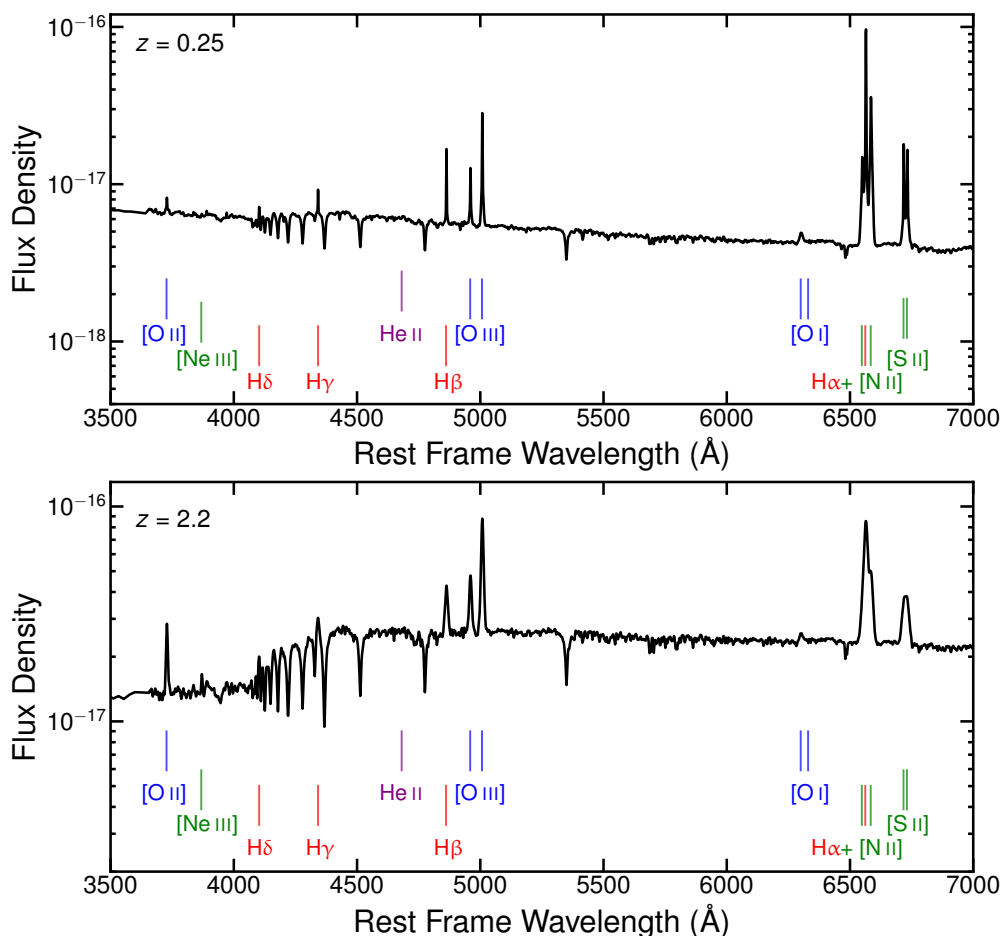 z = 0.25
Flux Density
10⁻¹⁶
10⁻¹⁷
10⁻¹⁸
[O II]
[Ne III]
Hδ
Hγ
He II
Hβ
[O III]
[O I]
Hα+ [N II]
[S II]
3500 4000 4500 5000 5500 6000 6500 7000
Rest Frame Wavelength (Å)
z = 2.2
Flux Density
10⁻¹⁶
10⁻¹⁷
[O II]
[Ne III]
Hδ
Hγ
He II
Hβ
[O III]
[O I]
Hα+ [N II]
[S II]
3500 4000 4500 5000 5500 6000 6500 7000
Rest Frame Wavelength (Å)